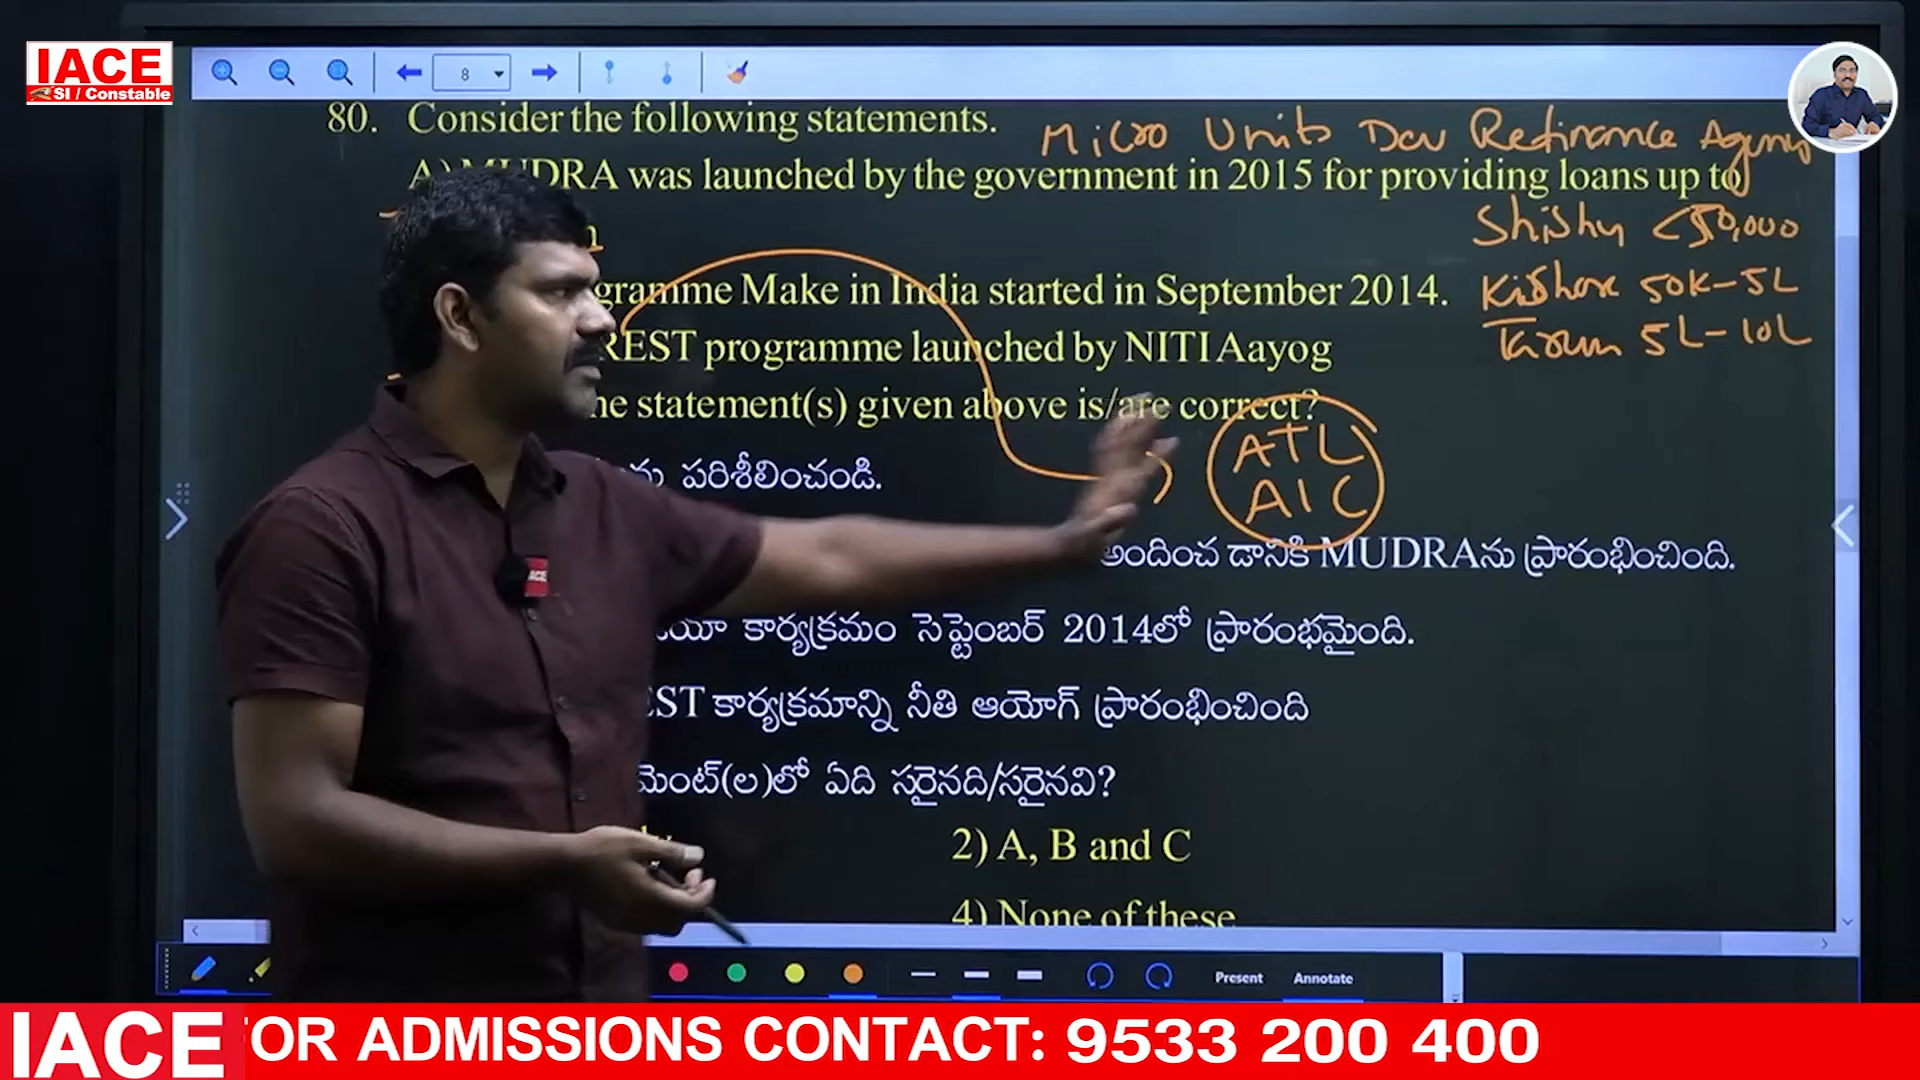 IACE
SI / Constable
8
80. Consider the following statements.
Micro Units Dev Refinance Agency
A) MUDRA was launched by the government in 2015 for providing loans up to
Shishu <50,000
gramme Make in India started in September 2014.
Kishore 50K-5L
REST programme launched by NITI Aayog
Tarun 5L-10L
he statement(s) given above is/are correct?
ATL
AIC
పరిశీలించండి.
అందించ డానికి MUDRAను ప్రారంభించింది.
కార్యక్రమం సెప్టెంబర్ 2014లో ప్రారంభమైంది.
EST కార్యక్రమాన్ని నీతి ఆయోగ్ ప్రారంభించింది
మెంట్(ల)లో ఏది సరైనది/సరైనవి?
2) A, B and C
4) None of these
Present Annotate
IACE
IACE FOR ADMISSIONS CONTACT: 9533 200 400